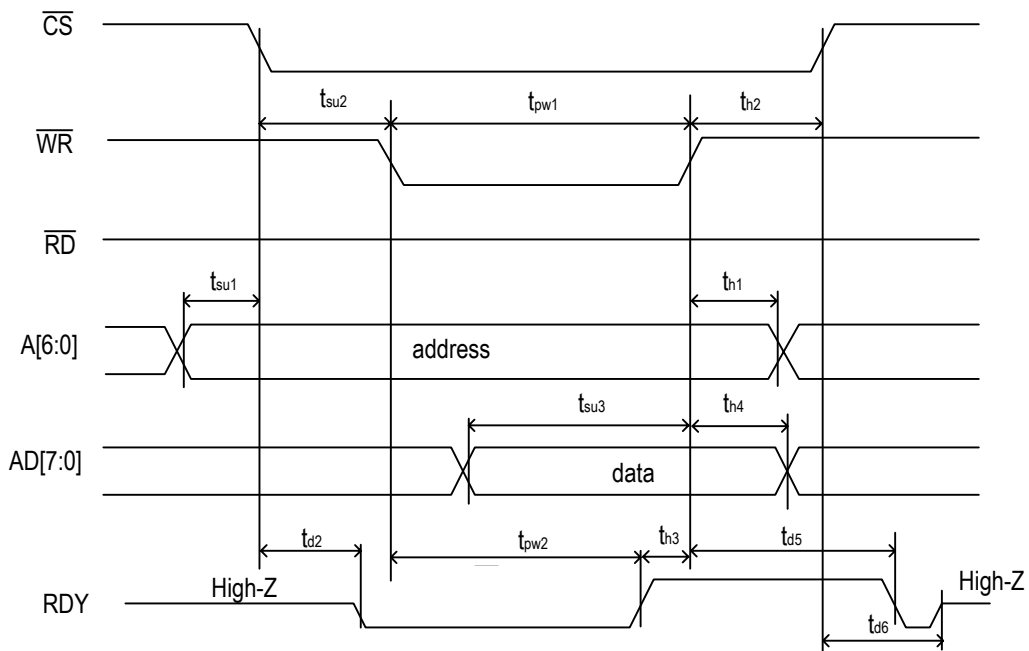 CS
tsu2 tpw1 th2
WR
RD
tsu1 th1
A[6:0] address
tsu3 th4
AD[7:0] data
td2 tpw2 th3 td5
High-Z High-Z
RDY
td6